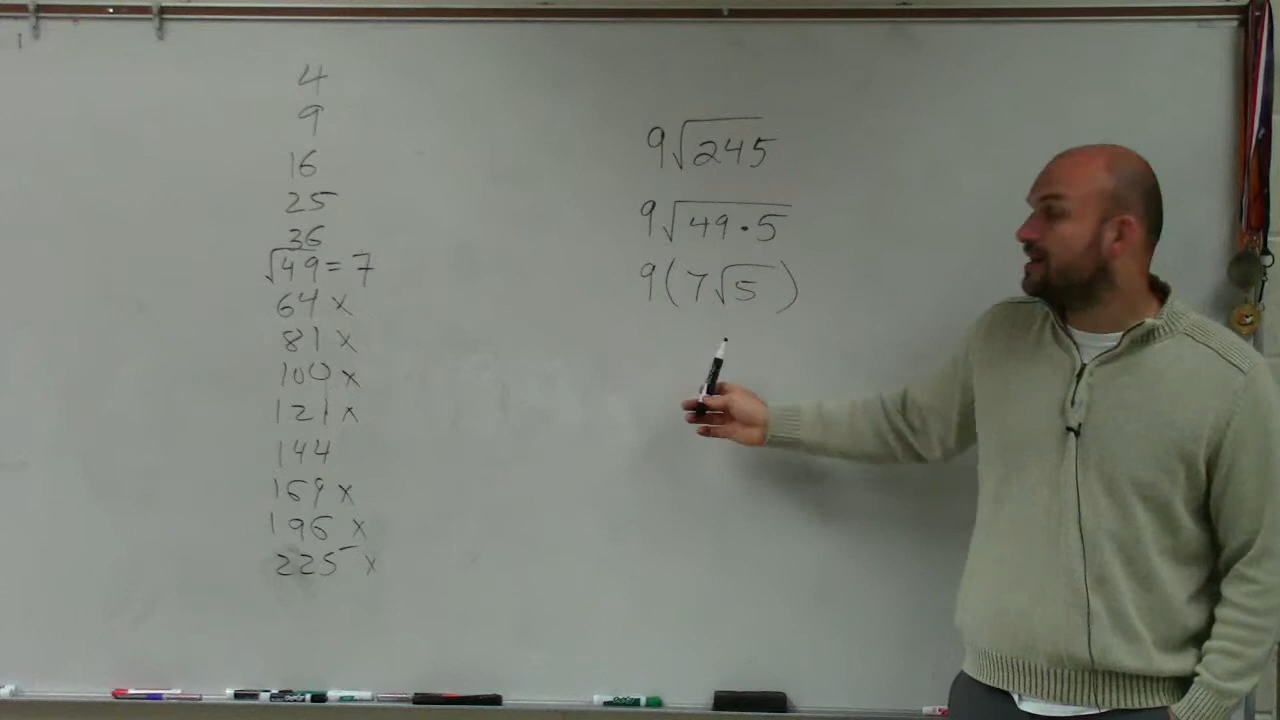 4
9
16
25
36
√49 = 7
64 x
81 x
100 x
121 x
144
169 x
196 x
225 x
9√245
9√49·5
9(7√5)